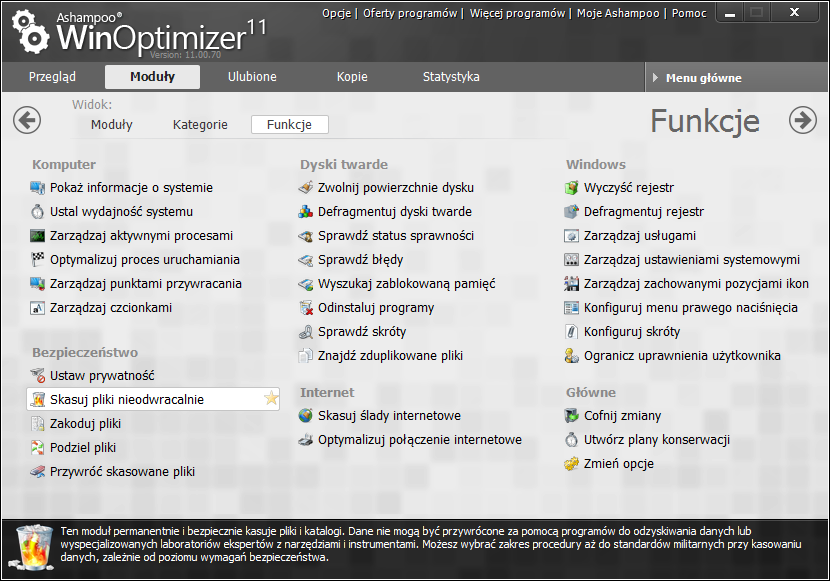 Ashampoo®
WinOptimizer 11
Version: 11.00.70
Opcje | Oferty programów | Więcej programów | Moje Ashampoo | Pomoc
Przegląd Moduły Ulubione Kopie Statystyka Menu główne
Widok:
Moduły Kategorie Funkcje
Funkcje
Komputer
Pokaż informacje o systemie
Ustal wydajność systemu
Zarządzaj aktywnymi procesami
Optymalizuj proces uruchamiania
Zarządzaj punktami przywracania
Zarządzaj czcionkami
Bezpieczeństwo
Ustaw prywatność
Skasuj pliki nieodwracalnie
Zakoduj pliki
Podziel pliki
Przywróć skasowane pliki
Dyski twarde
Zwolnij powierzchnie dysku
Defragmentuj dyski twarde
Sprawdź status sprawności
Sprawdź błędy
Wyszukaj zablokowaną pamięć
Odinstaluj programy
Sprawdź skróty
Znajdź zduplikowane pliki
Internet
Skasuj ślady internetowe
Optymalizuj połączenie internetowe
Windows
Wyczyść rejestr
Defragmentuj rejestr
Zarządzaj usługami
Zarządzaj ustawieniami systemowymi
Zarządzaj zachowanymi pozycjami ikon
Konfiguruj menu prawego naciśnięcia
Konfiguruj skróty
Ogranicz uprawnienia użytkownika
Główne
Cofnij zmiany
Utwórz plany konserwacji
Zmień opcje
Ten moduł permanentnie i bezpiecznie kasuje pliki i katalogi. Dane nie mogą być przywrócone za pomocą programów do odzyskiwania danych lub
wyspecjalizowanych laboratoriów ekspertów z narzędziami i instrumentami. Możesz wybrać zakres procedury aż do standardów militarnych przy kasowaniu
danych, zależnie od poziomu wymagań bezpieczeństwa.